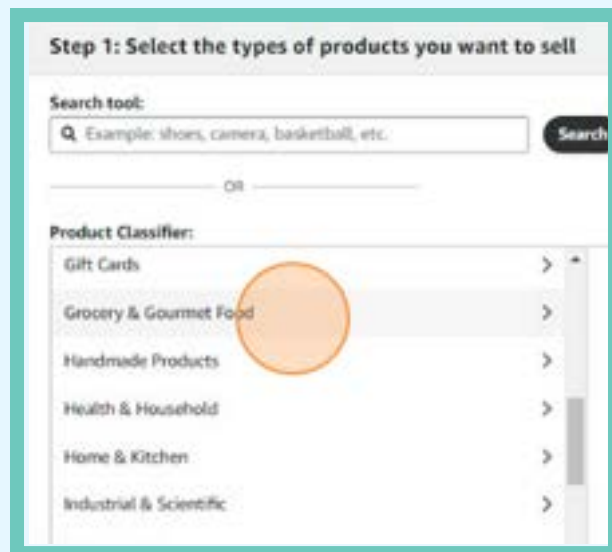 Step 1: Select the types of products you want to sell
Search tool:
Example: shoes, camera, basketball, etc.
Search
OR
Product Classifier:
Gift Cards
Grocery & Gourmet Food
Handmade Products
Health & Household
Home & Kitchen
Industrial & Scientific